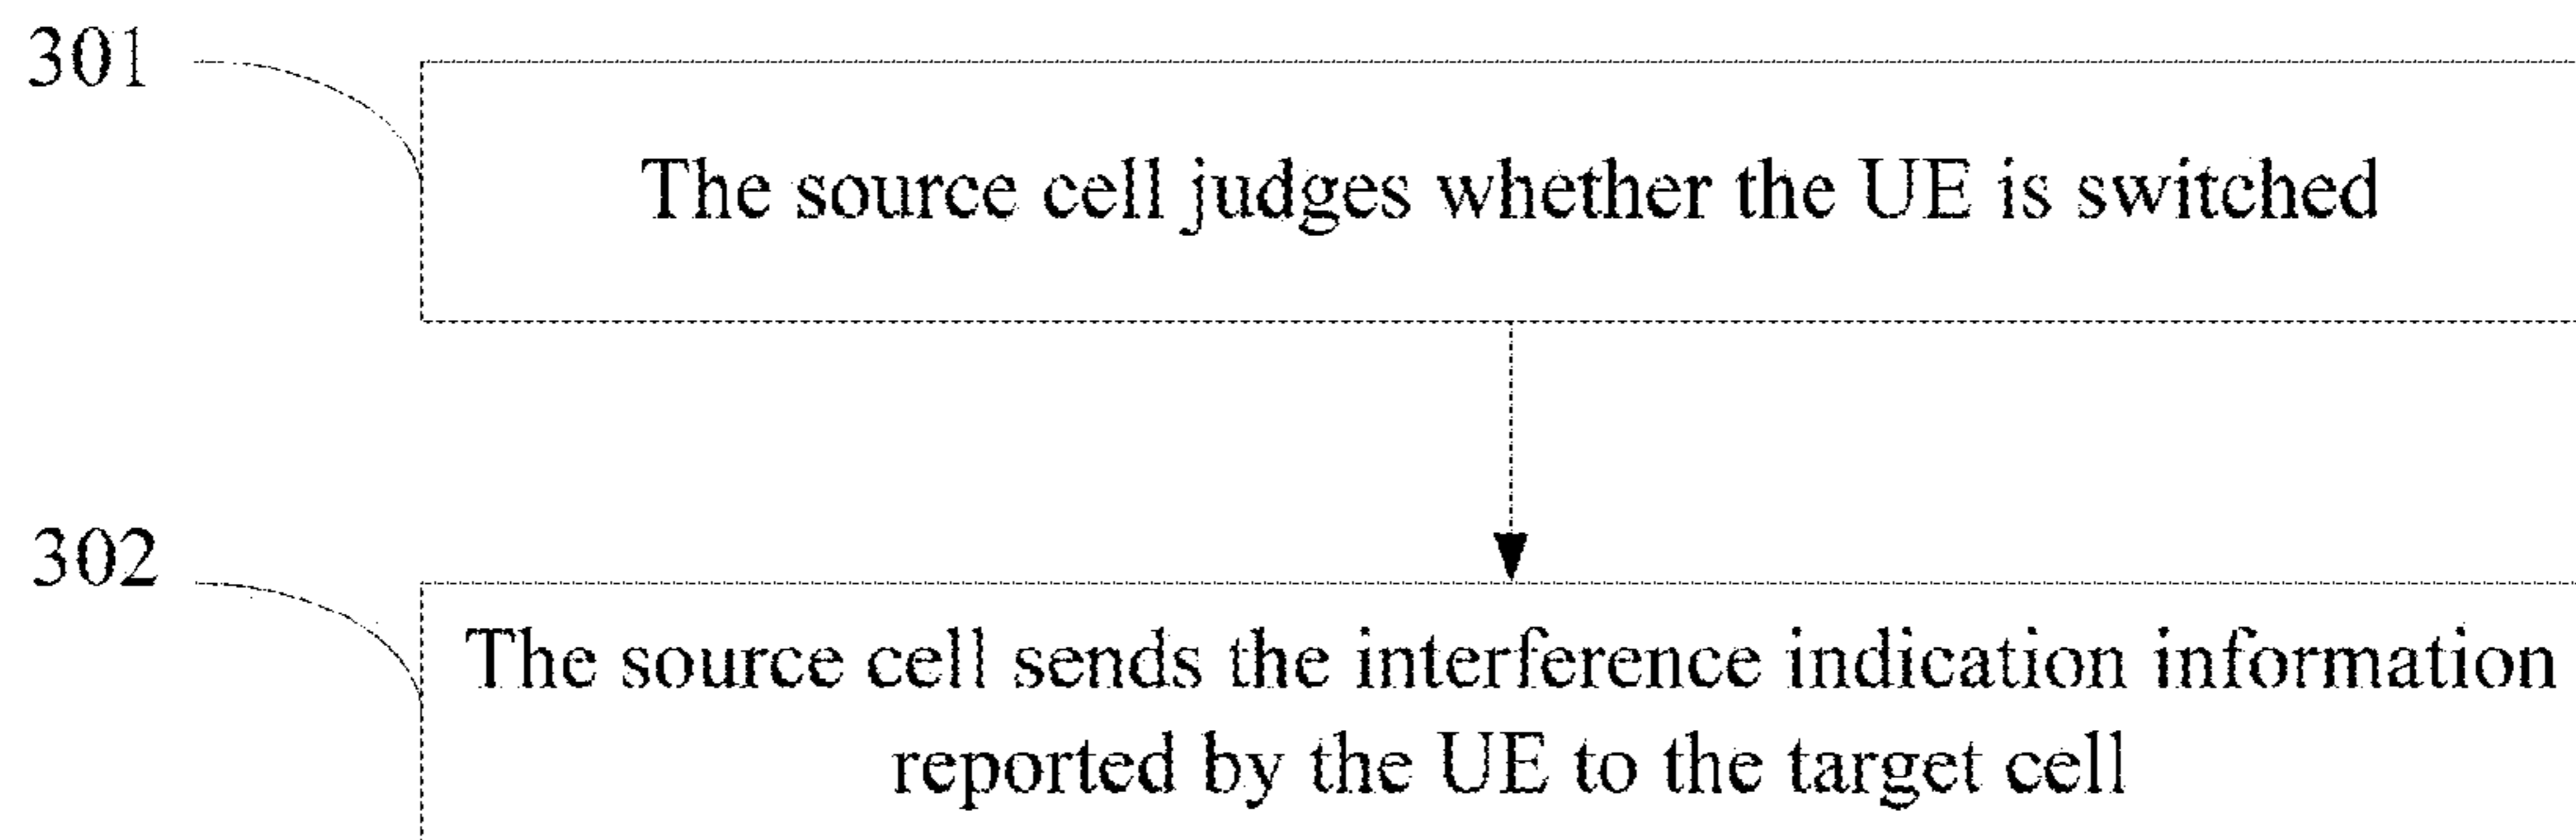 301
The source cell judges whether the UE is switched
302
The source cell sends the interference indication information
reported by the UE to the target cell